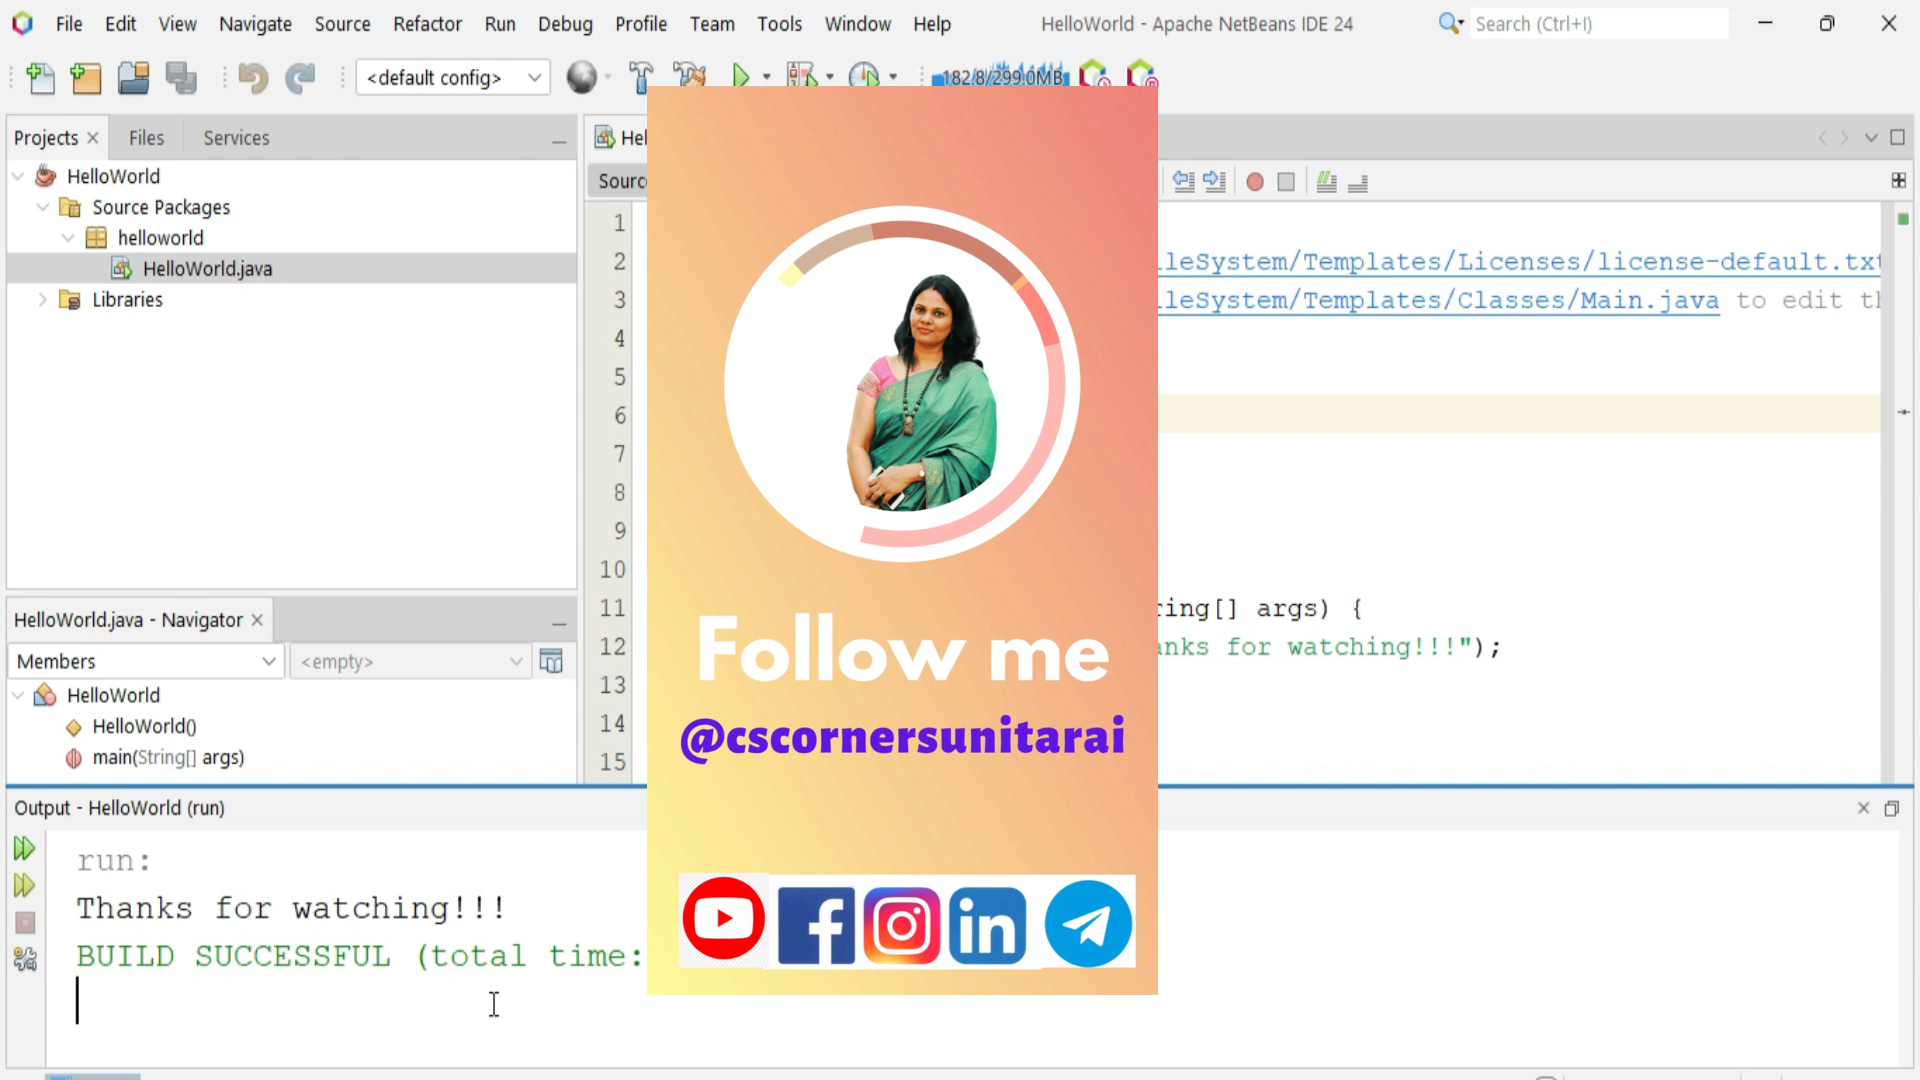 File Edit View Navigate Source Refactor Run Debug Profile Team Tools Window Help HelloWorld - Apache NetBeans IDE 24 Search (Ctrl+I)
<default config> 182.8/299.0MB
Projects Files Services
HelloWorld
Source Packages
helloworld
HelloWorld.java
Libraries
HelloWorld.java - Navigator
Members <empty>
HelloWorld
HelloWorld()
main(String[] args)
Hel
Sourc
1
2 leSystem/Templates/Licenses/license-default.txt
3 leSystem/Templates/Classes/Main.java to edit th
4
5
6
7
8
9
10
11 ring[] args) {
12 anks for watching!!!");
13
14
15
Follow me
@cscornersunitarai
in
Output - HelloWorld (run)
run:
Thanks for watching!!!
BUILD SUCCESSFUL (total time: